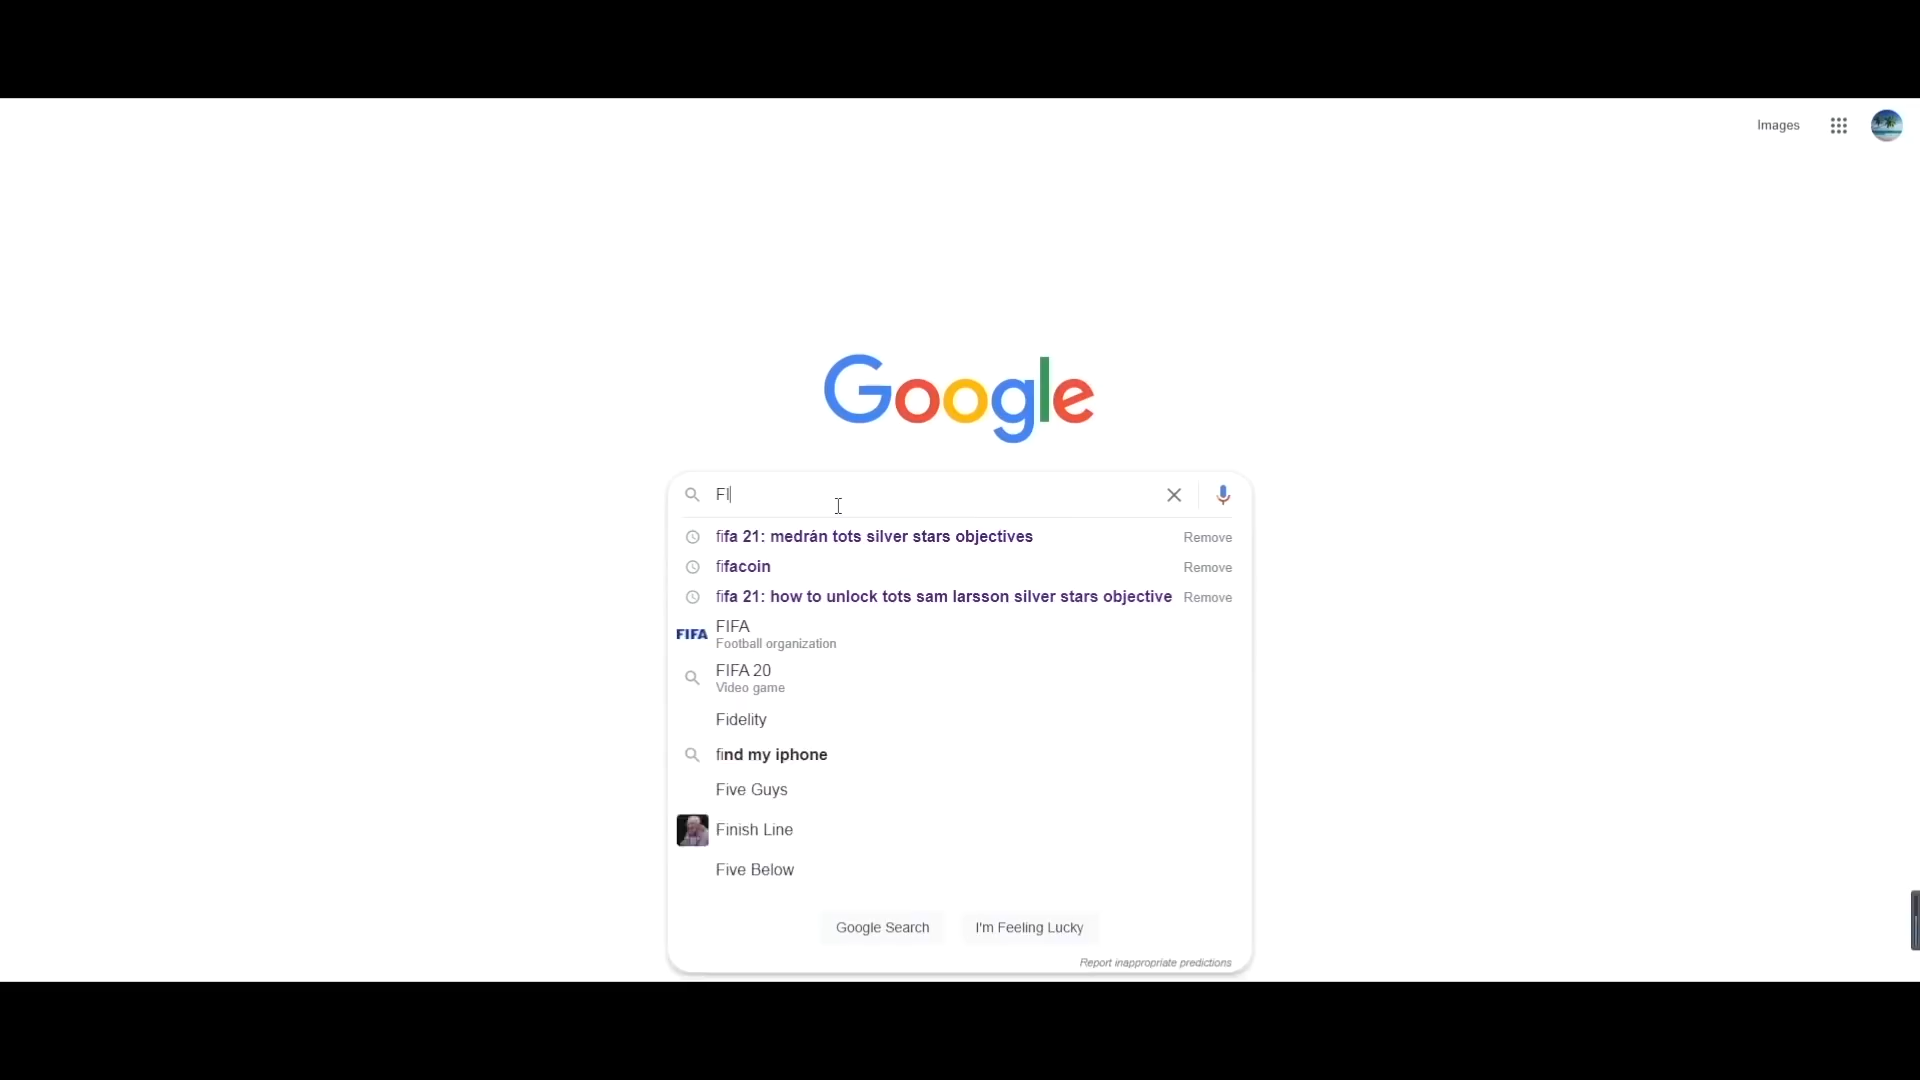 Images
Google
FI
fifa 21: medrán tots silver stars objectives Remove
fifacoin Remove
fifa 21: how to unlock tots sam larsson silver stars objective Remove
FIFA FIFA
Football organization
FIFA 20
Video game
Fidelity
find my iphone
Five Guys
Finish Line
Five Below
Google Search I'm Feeling Lucky
Report inappropriate predictions